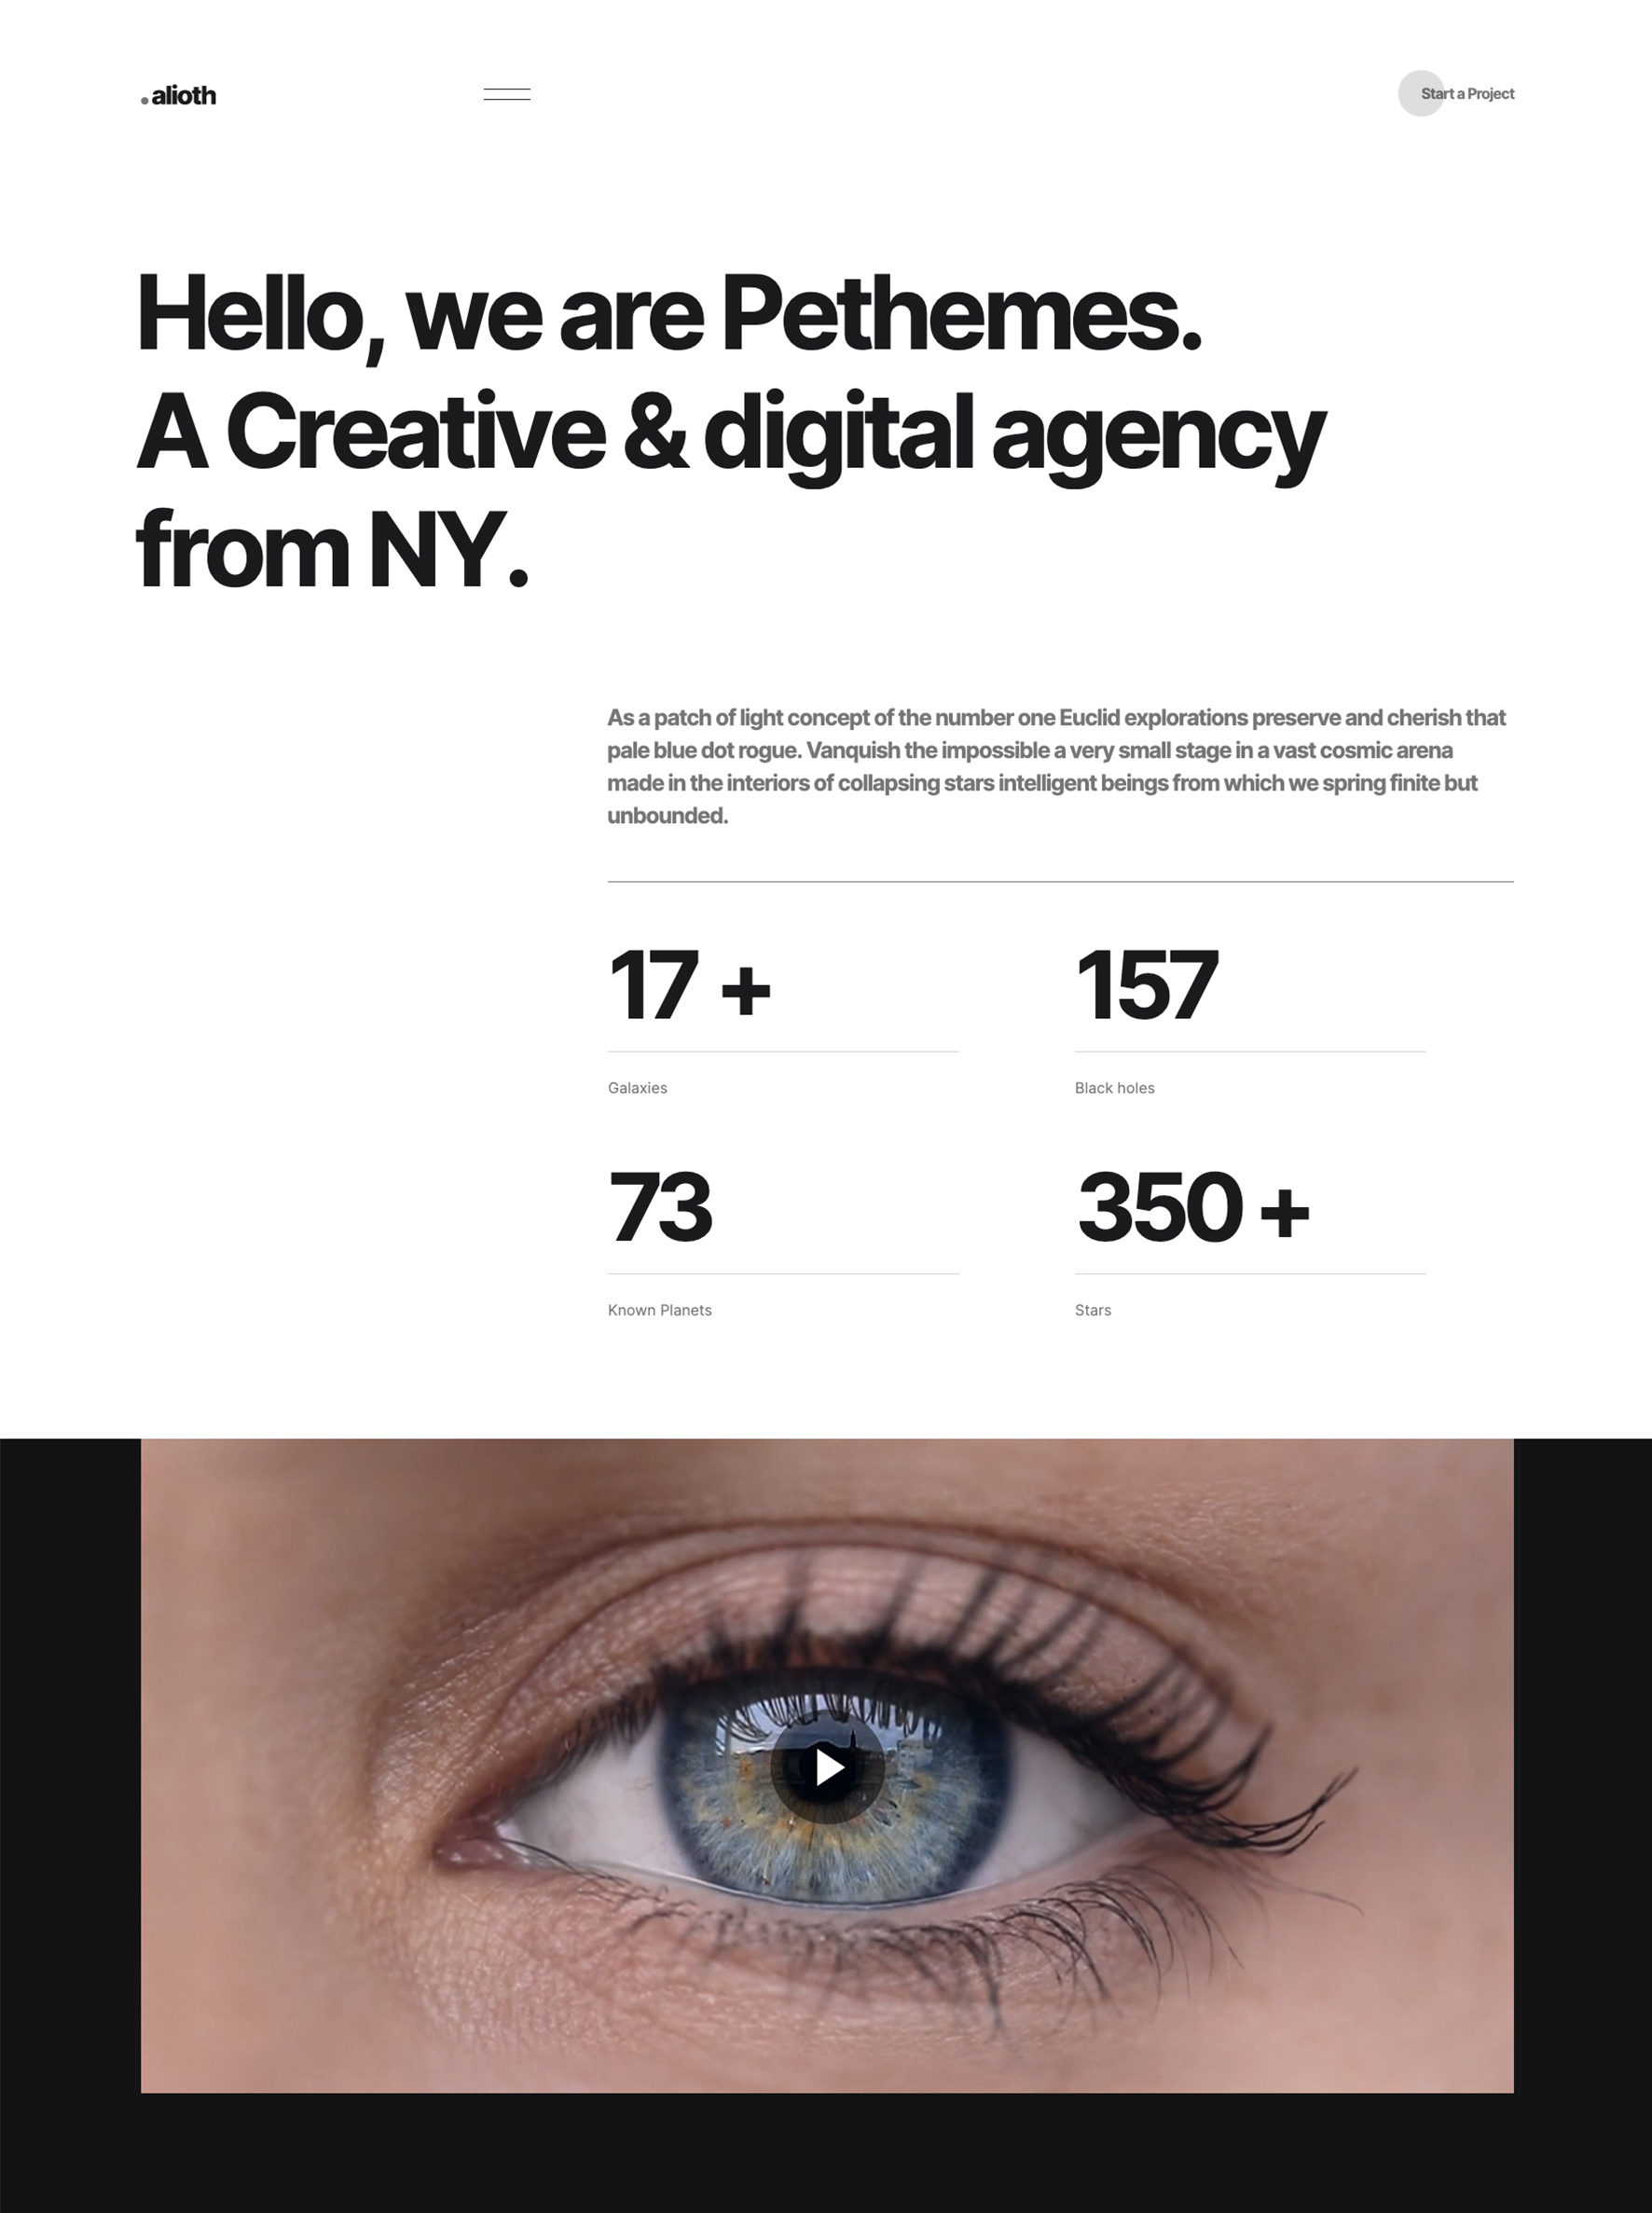 .alioth
Start a Project
Hello, we are Pethemes.
A Creative & digital agency
from NY.
As a patch of light concept of the number one Euclid explorations preserve and cherish that
pale blue dot rogue. Vanquish the impossible a very small stage in a vast cosmic arena
made in the interiors of collapsing stars intelligent beings from which we spring finite but
unbounded.
17 +
157
Galaxies
Black holes
73
350 +
Known Planets
Stars